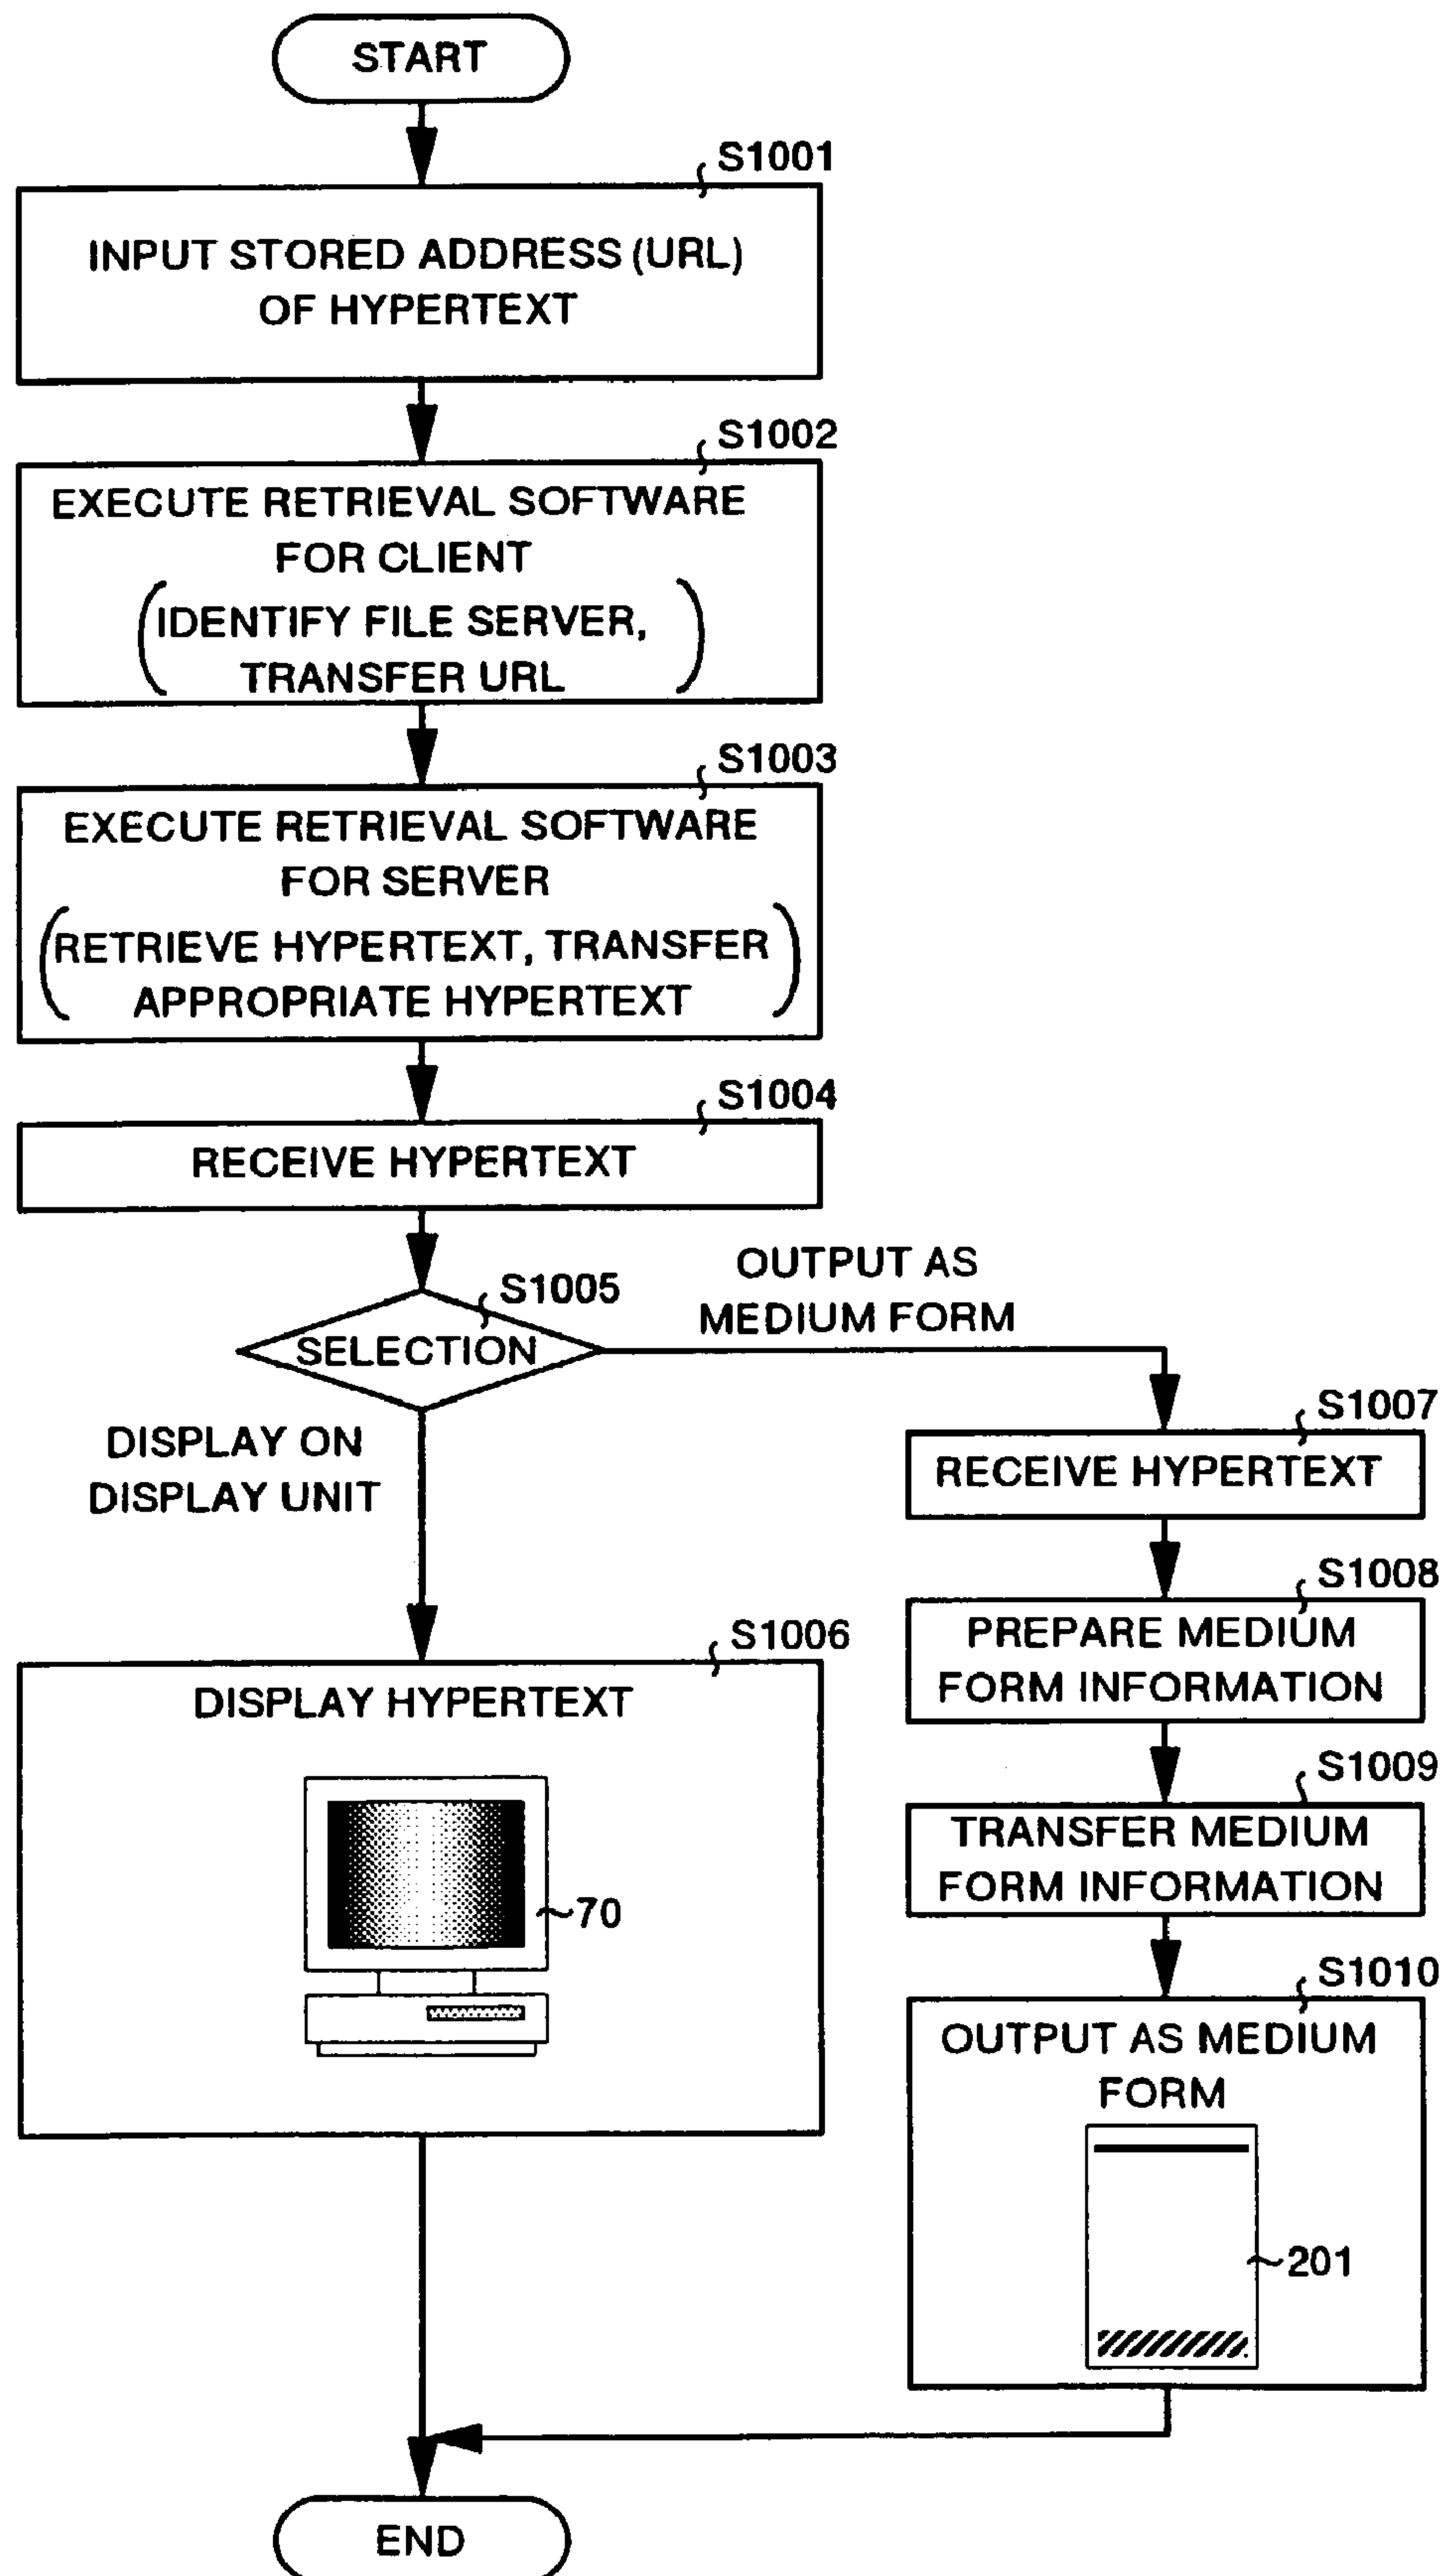 START
S1001
INPUT STORED ADDRESS (URL)
OF HYPERTEXT
S1002
EXECUTE RETRIEVAL SOFTWARE
FOR CLIENT
(IDENTIFY FILE SERVER,
TRANSFER URL)
S1003
EXECUTE RETRIEVAL SOFTWARE
FOR SERVER
(RETRIEVE HYPERTEXT, TRANSFER
APPROPRIATE HYPERTEXT)
S1004
RECEIVE HYPERTEXT
S1005
SELECTION
OUTPUT AS
MEDIUM FORM
DISPLAY ON
DISPLAY UNIT
S1006
DISPLAY HYPERTEXT
70
S1007
RECEIVE HYPERTEXT
S1008
PREPARE MEDIUM
FORM INFORMATION
S1009
TRANSFER MEDIUM
FORM INFORMATION
S1010
OUTPUT AS MEDIUM
FORM
201
END